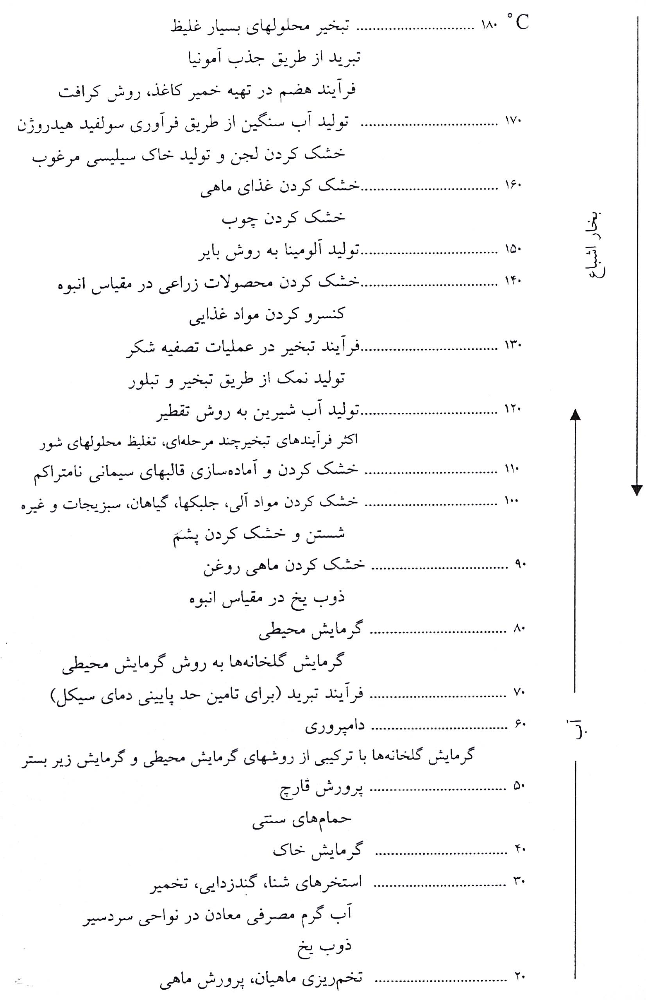 °C ۱۸۰ ............................. تبخیر محلولهای بسیار غلیظ
تبرید از طریق جذب آمونیا
فرآیند هضم در تهیه خمیر کاغذ، روش کرافت
۱۷۰ ................................. تولید آب سنگین از طریق فرآوری سولفید هیدروژن
خشک کردن لجن و تولید خاک سیلیسی مرغوب
۱۶۰ .................................خشک کردن غذای ماهی
خشک کردن چوب
۱۵۰ .................................تولید آلومینا به روش بایر
۱۴۰ .................................خشک کردن محصولات زراعی در مقیاس انبوه
کنسرو کردن مواد غذایی
۱۳۰ .................................فرآیند تبخیر در عملیات تصفیه شکر
تولید نمک از طریق تبخیر و تبلور
۱۲۰ .................................تولید آب شیرین به روش تقطیر
اکثر فرآیندهای تبخیرچند مرحله‌ای، تغلیظ محلولهای شور
۱۱۰ ................................ خشک کردن و آماده‌سازی قالبهای سیمانی نامتراکم
۱۰۰ ................................ خشک کردن مواد آلی، جلبکها، گیاهان، سبزیجات و غیره
شستن و خشک کردن پشم
۹۰ ................................. خشک کردن ماهی روغن
ذوب یخ در مقیاس انبوه
۸۰ ................................. گرمایش محیطی
گرمایش گلخانه‌ها به روش گرمایش محیطی
۷۰ ................................. فرآیند تبرید (برای تامین حد پایینی دمای سیکل)
۶۰ ................................. دامپروری
گرمایش گلخانه‌ها با ترکیبی از روشهای گرمایش محیطی و گرمایش زیر بستر
۵۰ ................................. پرورش قارچ
حمام‌های سنتی
۴۰ ................................ گرمایش خاک
۳۰ ................................ استخرهای شنا، گندزدایی، تخمیر
آب گرم مصرفی معادن در نواحی سردسیر
ذوب یخ
۲۰ ................................ تخم‌ریزی ماهیان، پرورش ماهی
بخار اشباع
آب